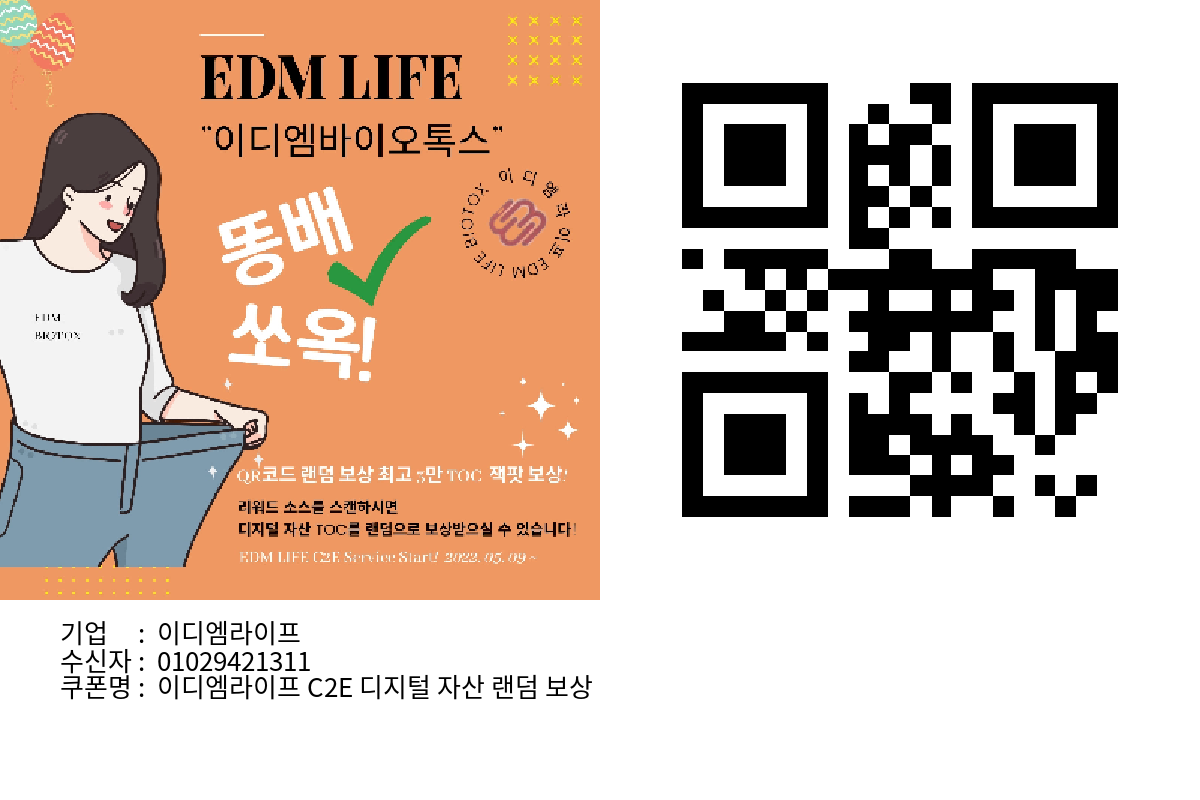 EDM LIFE
"이디엠바이오톡스"
이디엠라이프 EDM LIFE BIOTOX
똥배
쏘옥!
EDM
BIOTOX
QR코드 랜덤 보상 최고 5만 TOC 잭팟 보상!
리워드 소스를 스캔하시면
디지털 자산 TOC를 랜덤으로 보상받으실 수 있습니다!
EDM LIFE C2E Service Start! 2022. 05. 09 ~
기업 : 이디엠라이프
수신자 : 01029421311
쿠폰명 : 이디엠라이프 C2E 디지털 자산 랜덤 보상